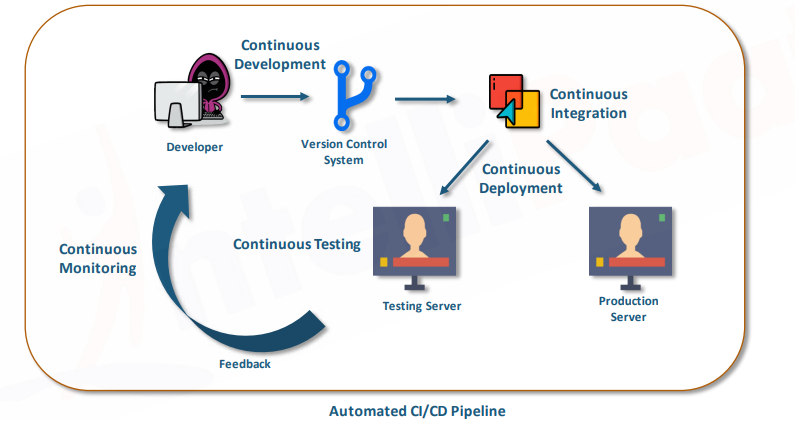 Continuous
Development
Developer
Version Control
System
Continuous
Integration
Continuous
Deployment
Continuous
Monitoring
Continuous Testing
Testing Server
Production
Server
Feedback
Automated CI/CD Pipeline